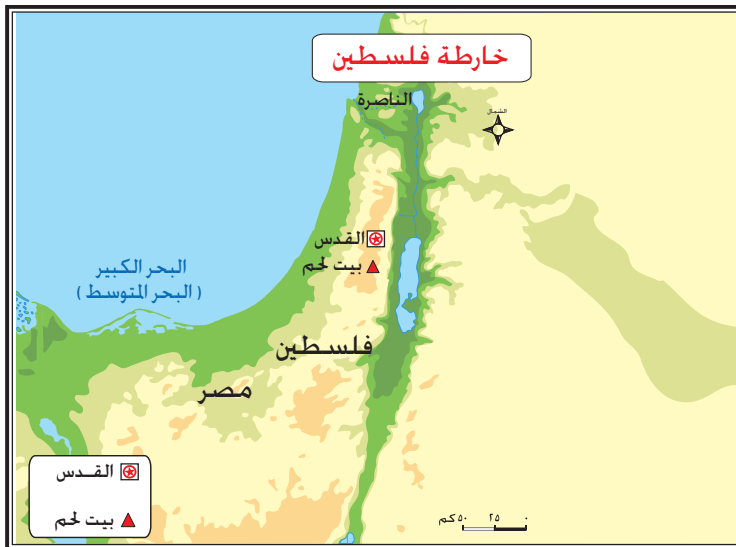 خارطة فلسطين
الناصرة
الشمال
القدس
بيت لحم
البحر الكبير
( البحر المتوسط )
فلسطين
مصر
القدس
بيت لحم
٥٠ كم ٢٥ ٠